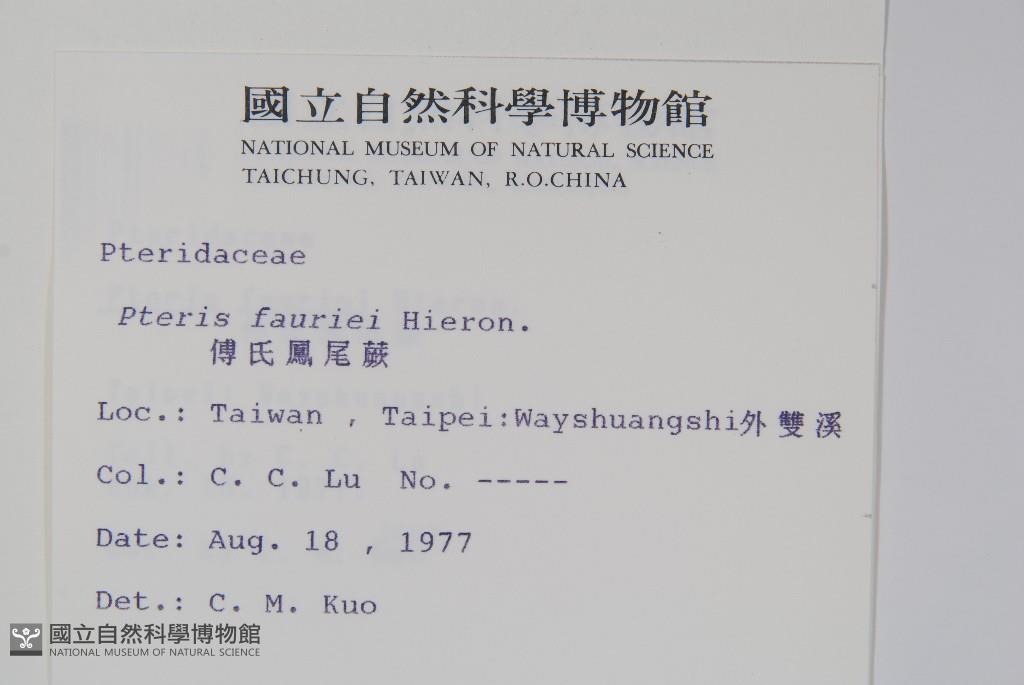 國立自然科學博物館
NATIONAL MUSEUM OF NATURAL SCIENCE
TAICHUNG, TAIWAN, R.O.CHINA
Pteridaceae
Pteris fauriei Hieron.
傅氏鳳尾蕨
Loc.: Taiwan , Taipei:Wayshuangshi外雙溪
Col.: C. C. Lu No. -----
Date: Aug. 18 , 1977
Det.: C. M. Kuo
國立自然科學博物館
NATIONAL MUSEUM OF NATURAL SCIENCE